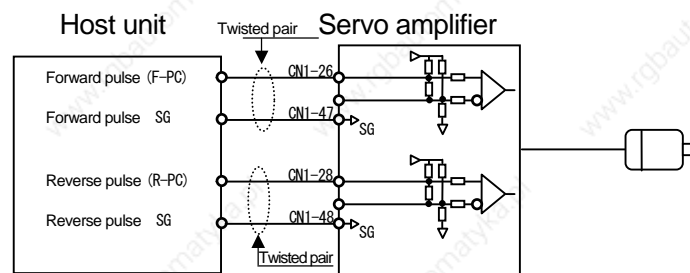 Host unit
Twisted pair
Servo amplifier
Forward pulse (F-PC)
CN1-26
Forward pulse SG
CN1-47
SG
Reverse pulse (R-PC)
CN1-28
Reverse pulse SG
CN1-48
SG
Twisted pair